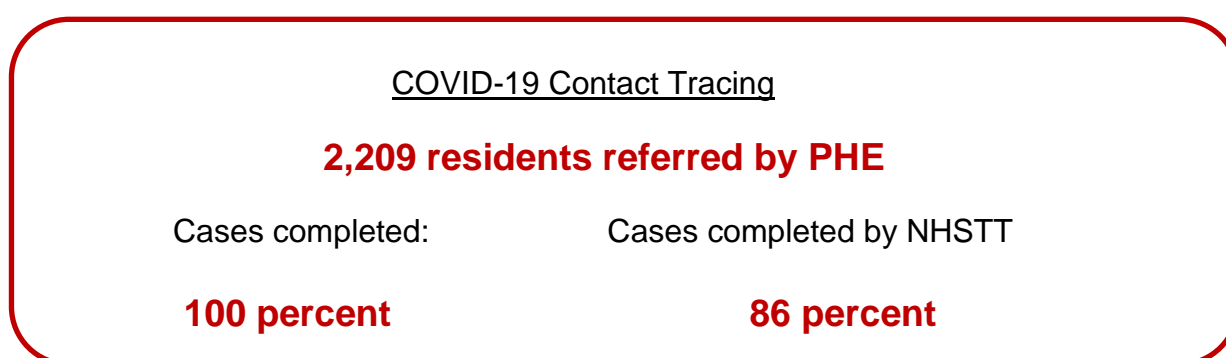 COVID-19 Contact Tracing
2,209 residents referred by PHE
Cases completed: Cases completed by NHSTT
100 percent 86 percent